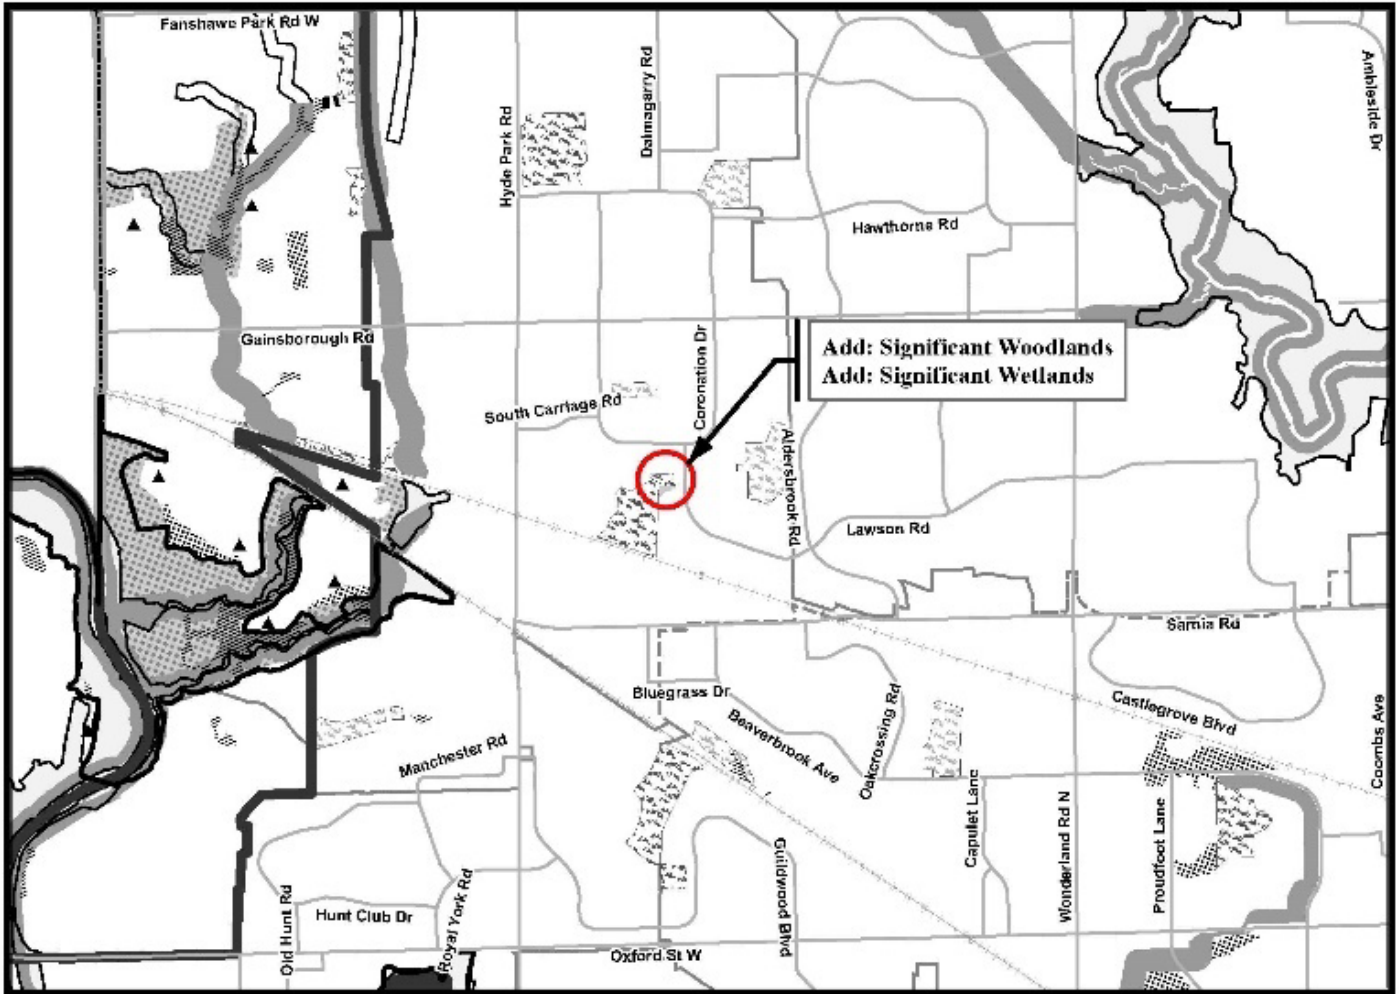 Fanshawe Park Rd W
Hyde Park Rd
Dalmagarry Rd
Ambleside Dr
Hawthorne Rd
Gainsborough Rd
Coronation Dr
Add: Significant Woodlands
Add: Significant Wetlands
South Carriage Rd
Aldersbrook Rd
Lawson Rd
Sarnia Rd
Bluegrass Dr
Beaverbrook Ave
Oakcrossing Rd
Castlegrove Blvd
Coombs Ave
Manchester Rd
Capulet Lane
Wonderland Rd N
Proudfoot Lane
Guildwood Blvd
Old Hunt Rd
Hunt Club Dr
Royal York Rd
Oxford St W